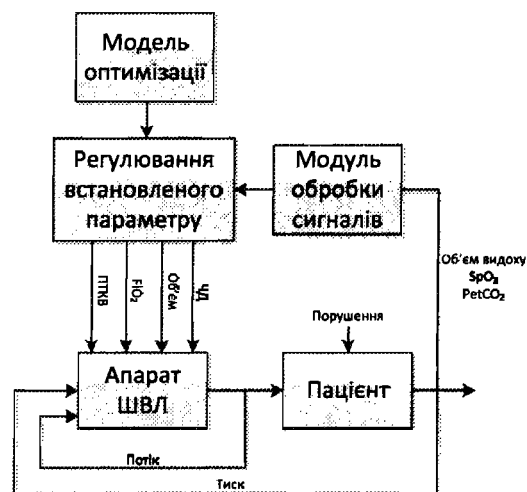 Модель
оптимізації
Регулювання
встановленого
параметру
Модуль
обробки
сигналів
Об'єм видоху
SpO₂
PetCO₂
ПТКВ
FiO₂
Об'єм
ЧД
Порушення
Апарат
ШВЛ
Пацієнт
Потік
Тиск